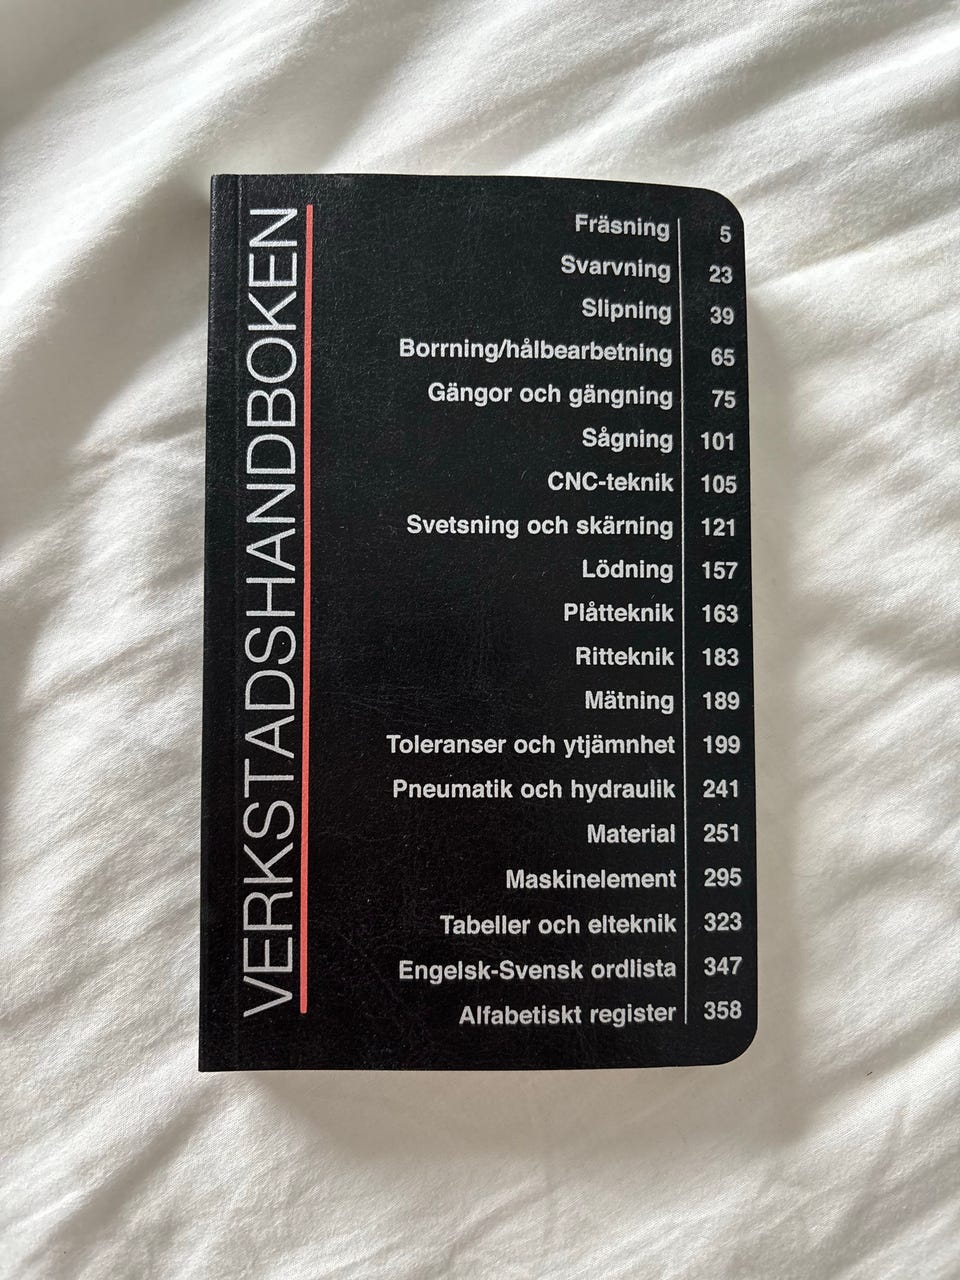 VERKSTADSHANDBOKEN
Fräsning 5
Svarvning 23
Slipning 39
Borrning/hålbearbetning 65
Gängor och gängning 75
Sågning 101
CNC-teknik 105
Svetsning och skärning 121
Lödning 157
Plåtteknik 163
Ritteknik 183
Mätning 189
Toleranser och ytjämnhet 199
Pneumatik och hydraulik 241
Material 251
Maskinelement 295
Tabeller och elteknik 323
Engelsk-Svensk ordlista 347
Alfabetiskt register 358